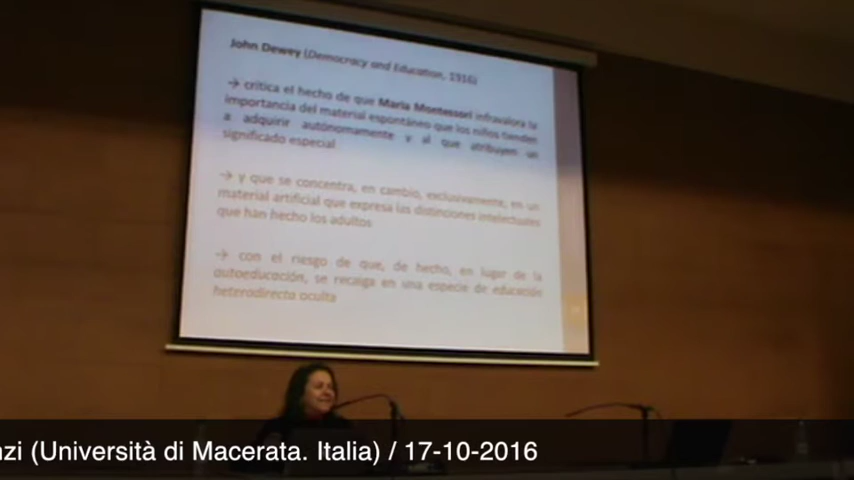 John Dewey (Democracy and Education, 1916)
→ critica el hecho de que Maria Montessori infravalora la
importancia del material espontáneo que los niños tienden
a adquirir autónomamente y al que atribuyen un
significado especial
→ y que se concentra, en cambio, exclusivamente, en un
material artificial que expresa las distinciones intelectuales
que han hecho los adultos
→ con el riesgo de que, de hecho, en lugar de la
autoeducación, se recaiga en una especie de educación
heterodirecta oculta
nzi (Università di Macerata. Italia) / 17-10-2016